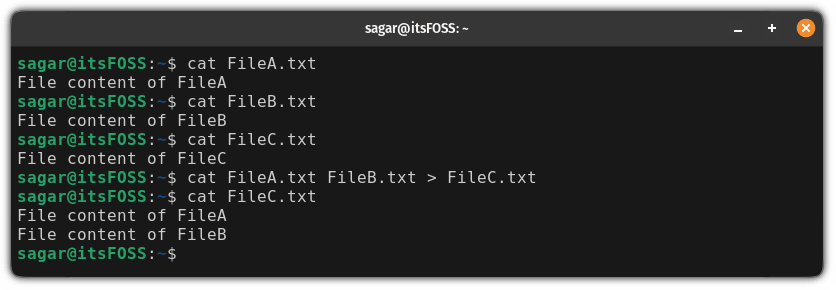 sagar@itsFOSS: ~
sagar@itsFOSS:~$ cat FileA.txt
File content of FileA
sagar@itsFOSS:~$ cat FileB.txt
File content of FileB
sagar@itsFOSS:~$ cat FileC.txt
File content of FileC
sagar@itsFOSS:~$ cat FileA.txt FileB.txt > FileC.txt
sagar@itsFOSS:~$ cat FileC.txt
File content of FileA
File content of FileB
sagar@itsFOSS:~$